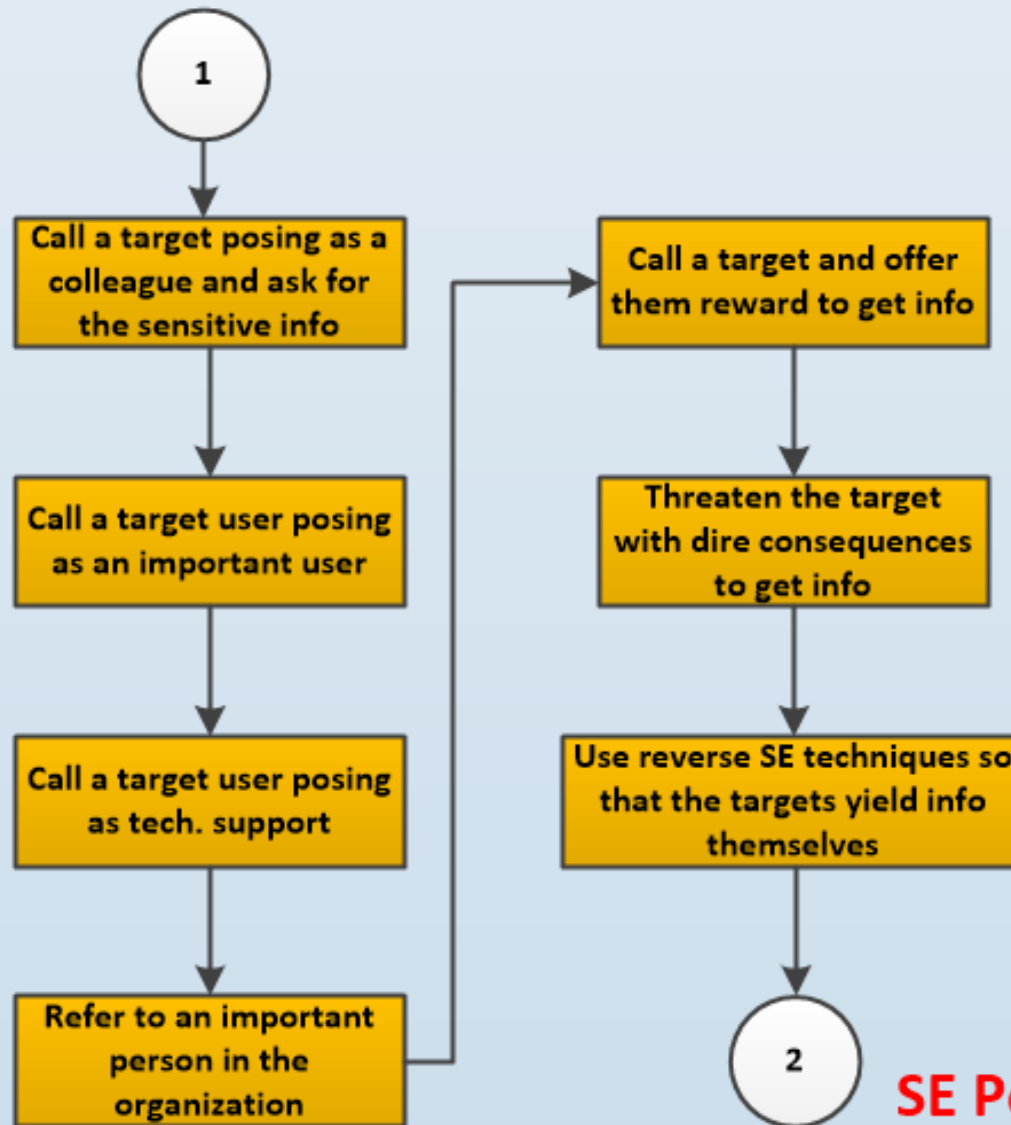 1
Call a target posing as a
colleague and ask for
the sensitive info
Call a target user posing
as an important user
Call a target user posing
as tech. support
Refer to an important
person in the
organization
Call a target and offer
them reward to get info
Threaten the target
with dire consequences
to get info
Use reverse SE techniques so
that the targets yield info
themselves
2
SE